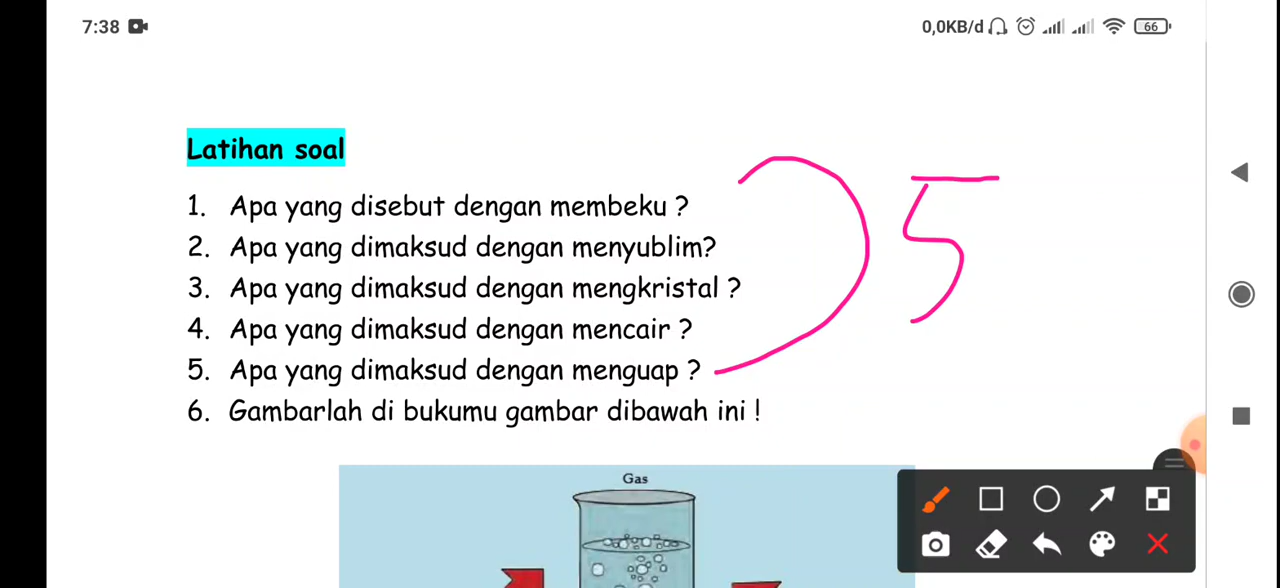 7:38
0,0KB/d
66
Latihan soal
1. Apa yang disebut dengan membeku ?
2. Apa yang dimaksud dengan menyublim?
3. Apa yang dimaksud dengan mengkristal ?
4. Apa yang dimaksud dengan mencair ?
5. Apa yang dimaksud dengan menguap ?
6. Gambarlah di bukumu gambar dibawah ini !
5
Gas